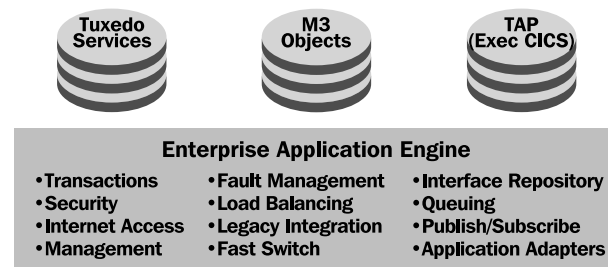 Tuxedo
Services
M3
Objects
TAP
(Exec CICS)
Enterprise Application Engine
•Transactions
•Security
•Internet Access
•Management
•Fault Management
•Load Balancing
•Legacy Integration
•Fast Switch
•Interface Repository
•Queuing
•Publish/Subscribe
•Application Adapters